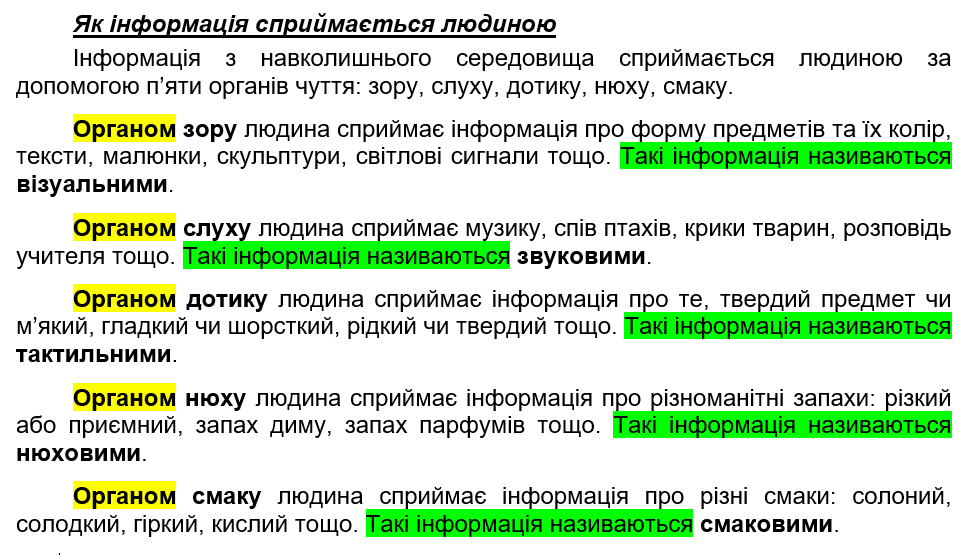 Як інформація сприймається людиною
Інформація з навколишнього середовища сприймається людиною за
допомогою п’яти органів чуття: зору, слуху, дотику, нюху, смаку.
Органом зору людина сприймає інформація про форму предметів та їх колір,
тексти, малюнки, скульптури, світлові сигнали тощо. Такі інформація називаються
візуальними.
Органом слуху людина сприймає музику, спів птахів, крики тварин, розповідь
учителя тощо. Такі інформація називаються звуковими.
Органом дотику людина сприймає інформація про те, твердий предмет чи
м’який, гладкий чи шорсткий, рідкий чи твердий тощо. Такі інформація називаються
тактильними.
Органом нюху людина сприймає інформація про різноманітні запахи: різкий
або приємний, запах диму, запах парфумів тощо. Такі інформація називаються
нюховими.
Органом смаку людина сприймає інформація про різні смаки: солоний,
солодкий, гіркий, кислий тощо. Такі інформація називаються смаковими.